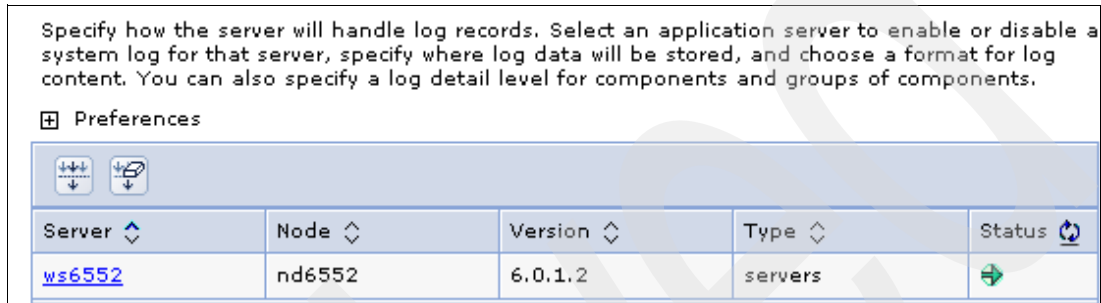 Specify how the server will handle log records. Select an application server to enable or disable a
system log for that server, specify where log data will be stored, and choose a format for log
content. You can also specify a log detail level for components and groups of components.
Preferences
Server Node Version Type Status
ws6552 nd6552 6.0.1.2 servers